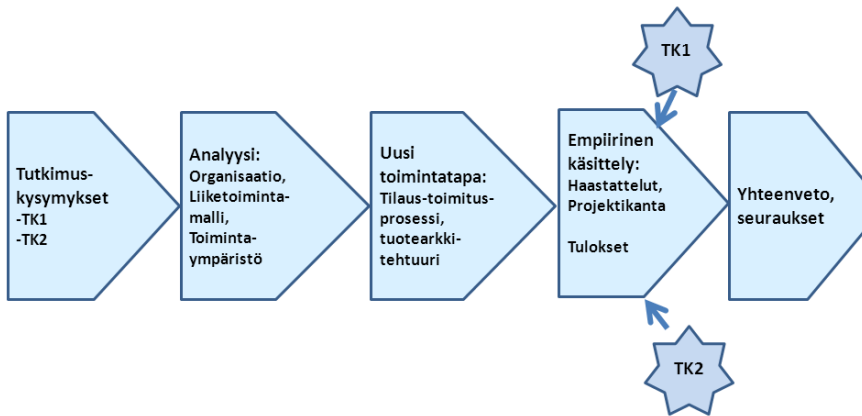 TK1
Tutkimus-
kysymykset
-TK1
-TK2
Analyysi:
Organisaatio,
Liiketoiminta-
malli,
Toiminta-
ympäristö
Uusi
toimintatapa:
Tilaus-toimitus-
prosessi,
tuotearkki-
tehtuuri
Empiirinen
käsittely:
Haastattelut,
Projektikanta
Tulokset
Yhteenveto,
seuraukset
TK2